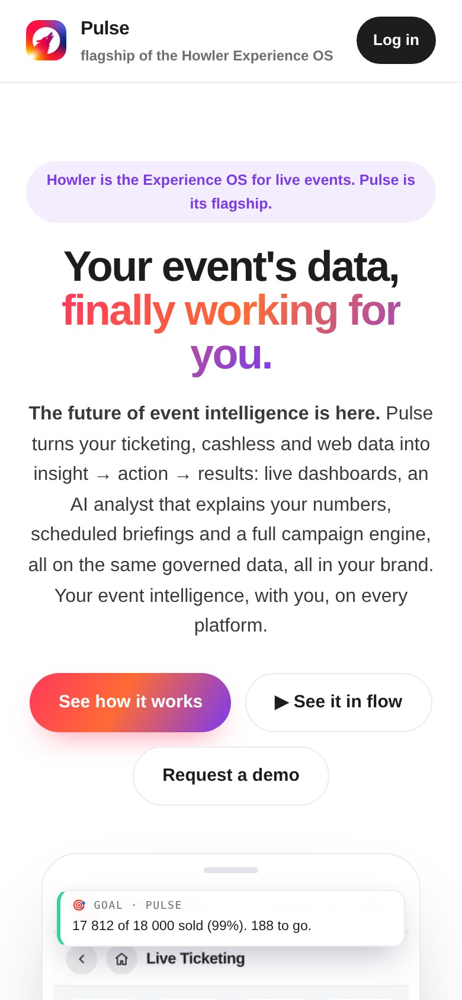 Pulse
flagship of the Howler Experience OS
Log in
Howler is the Experience OS for live events. Pulse is
its flagship.
Your event's data,
finally working for
you.
The future of event intelligence is here. Pulse
turns your ticketing, cashless and web data into
insight → action → results: live dashboards, an
AI analyst that explains your numbers,
scheduled briefings and a full campaign engine,
all on the same governed data, all in your brand.
Your event intelligence, with you, on every
platform.
See how it works
▶ See it in flow
Request a demo
🎯 GOAL · PULSE
17 812 of 18 000 sold (99%). 188 to go.
Live Ticketing